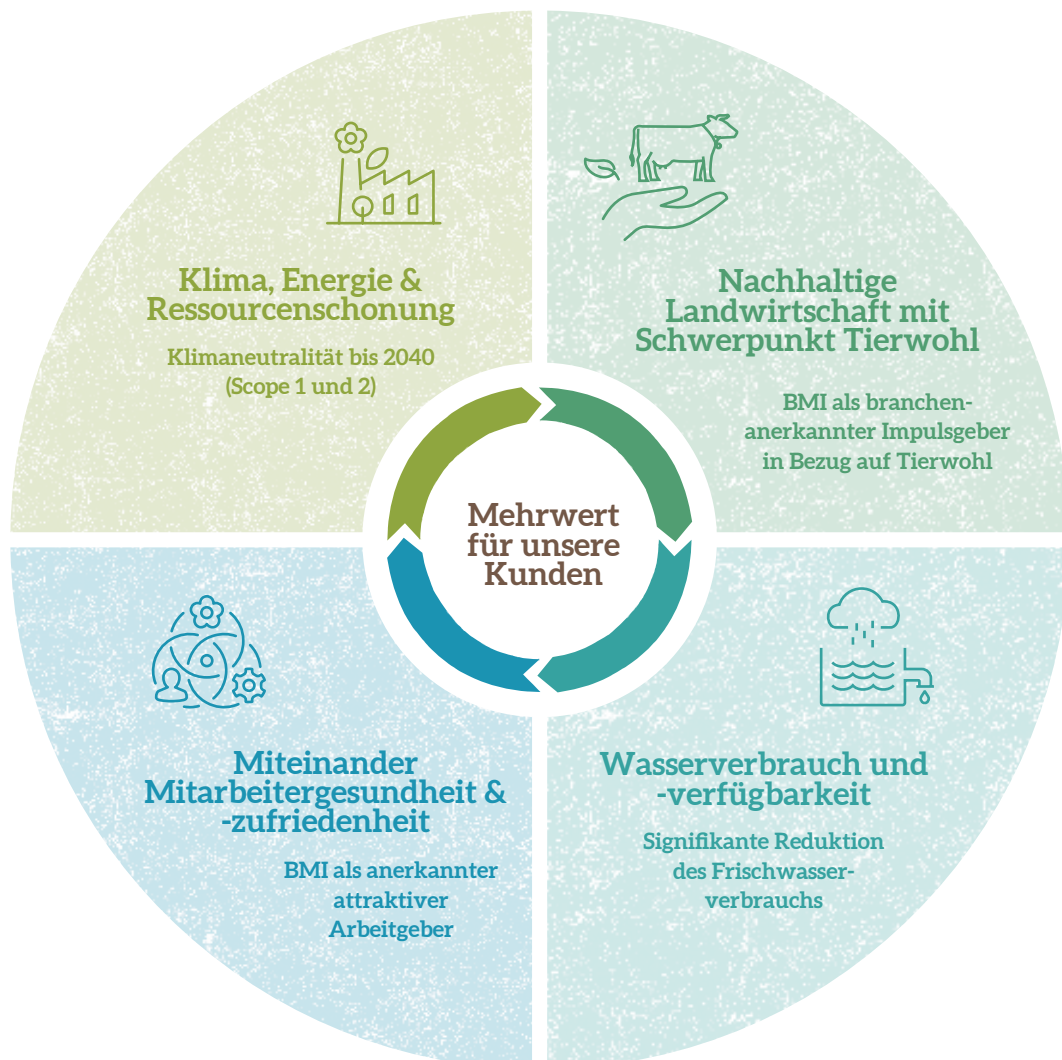 Klima, Energie &
Ressourcenschonung
Klimaneutralität bis 2040
(Scope 1 und 2)
Nachhaltige
Landwirtschaft mit
Schwerpunkt Tierwohl
BMI als branchen-
anerkannter Impulsgeber
in Bezug auf Tierwohl
Mehrwert
für unsere
Kunden
Miteinander
Mitarbeitergesundheit &
-zufriedenheit
BMI als anerkannter
attraktiver
Arbeitgeber
Wasserverbrauch und
-verfügbarkeit
Signifikante Reduktion
des Frischwasser-
verbrauchs